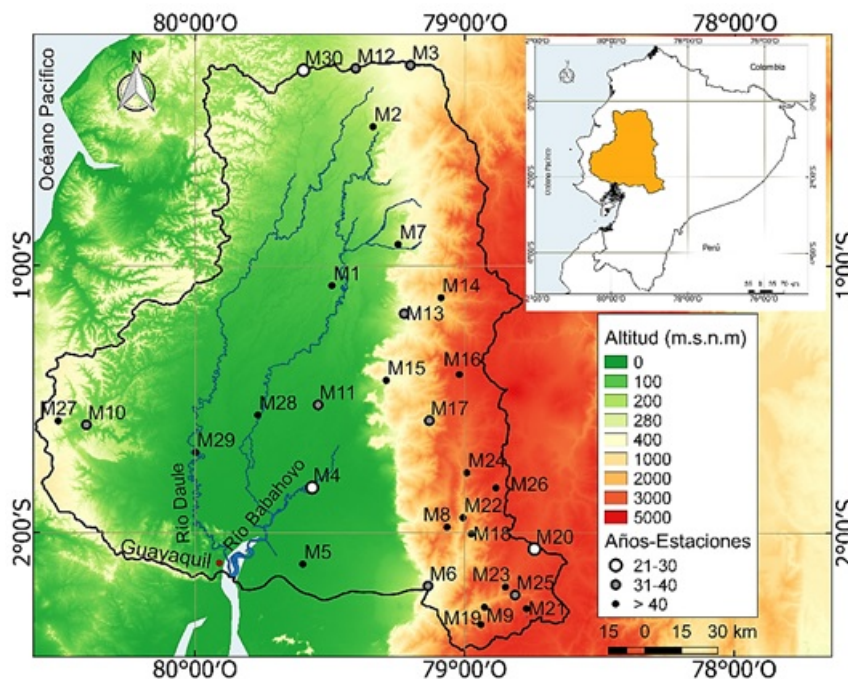 80°00'O 79°00'O 78°00'O
Océano Pacífico
N
M30 M12 M3
M2
M7
M1
M14
M13
M16
M15
M11
M17
M28
M27 M10
M29
M24
M4
M26
M22
M8
M18
M20
M5
M6
M23 M25
M19 M9 M21
Río Daule
Río Babahovo
Guayaquil
1°00'S
2°00'S
1°00'S
2°00'S
80°00'O 79°00'O 78°00'O
Colombia
Perú
Altitud (m.s.n.m)
0
100
200
280
400
1000
2000
3000
5000
Años-Estaciones
21-30
31-40
> 40
15 0 15 30 km